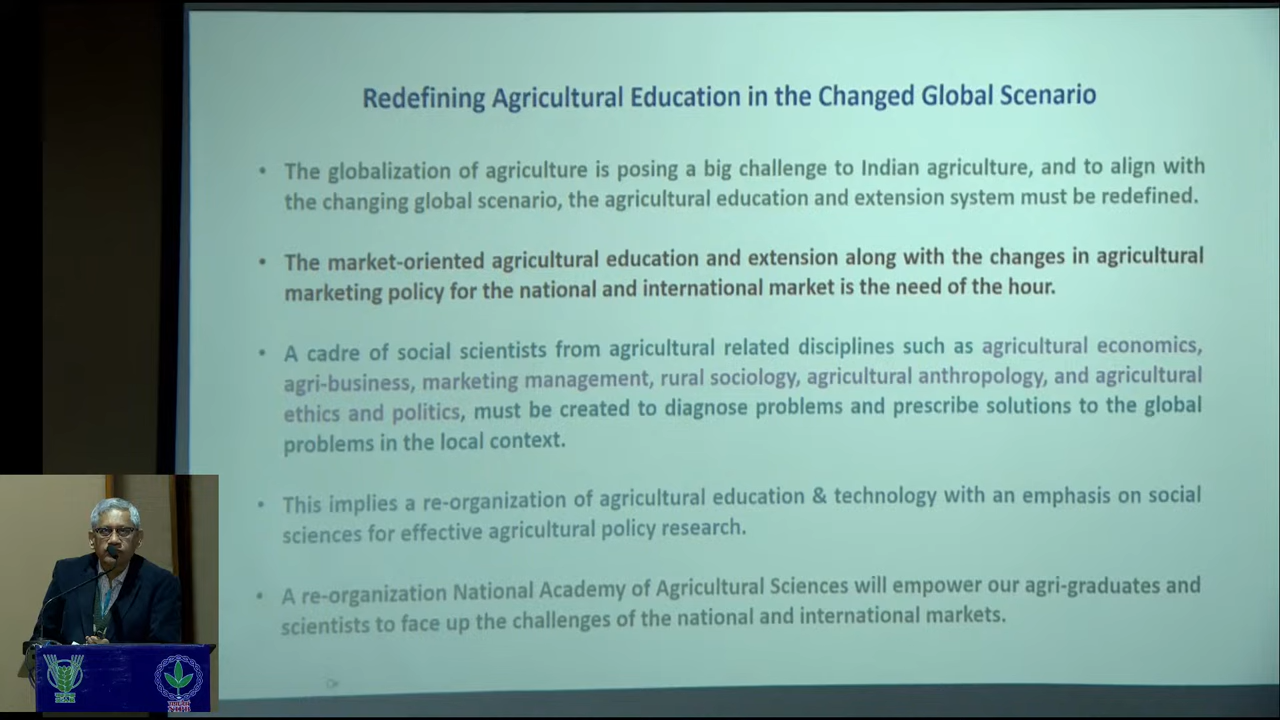 Redefining Agricultural Education in the Changed Global Scenario
• The globalization of agriculture is posing a big challenge to Indian agriculture, and to align with
the changing global scenario, the agricultural education and extension system must be redefined.
• The market-oriented agricultural education and extension along with the changes in agricultural
marketing policy for the national and international market is the need of the hour.
• A cadre of social scientists from agricultural related disciplines such as agricultural economics,
agri-business, marketing management, rural sociology, agricultural anthropology, and agricultural
ethics and politics, must be created to diagnose problems and prescribe solutions to the global
problems in the local context.
• This implies a re-organization of agricultural education & technology with an emphasis on social
sciences for effective agricultural policy research.
• A re-organization National Academy of Agricultural Sciences will empower our agri-graduates and
scientists to face up the challenges of the national and international markets.